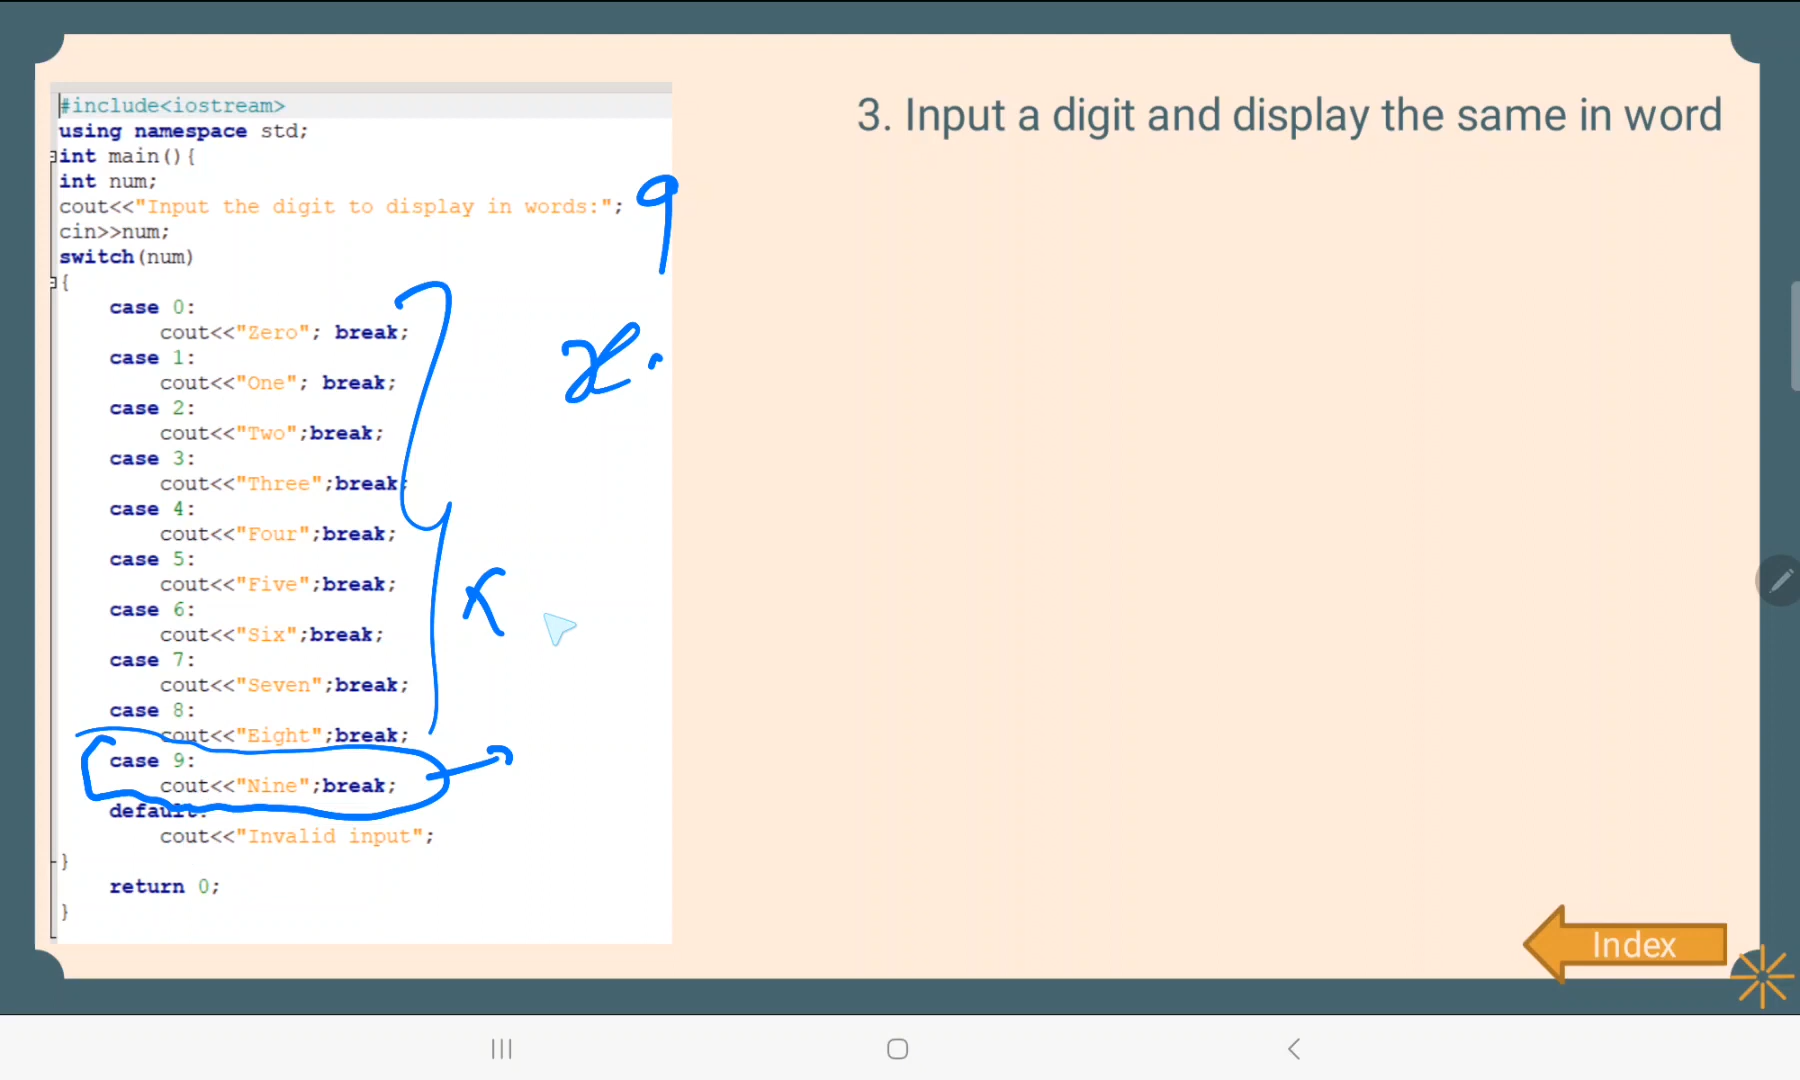 3. Input a digit and display the same in word
#include<iostream>
using namespace std;
int main(){
int num;
cout<<"Input the digit to display in words:";
9
cin>>num;
switch(num)
{
case 0:
cout<<"Zero"; break;
case 1:
cout<<"One"; break;
case 2:
cout<<"Two";break;
case 3:
cout<<"Three";break;
case 4:
cout<<"Four";break;
case 5:
cout<<"Five";break;
case 6:
cout<<"Six";break;
case 7:
cout<<"Seven";break;
case 8:
cout<<"Eight";break;
case 9:
cout<<"Nine";break;
default:
cout<<"Invalid input";
}
return 0;
}
Index